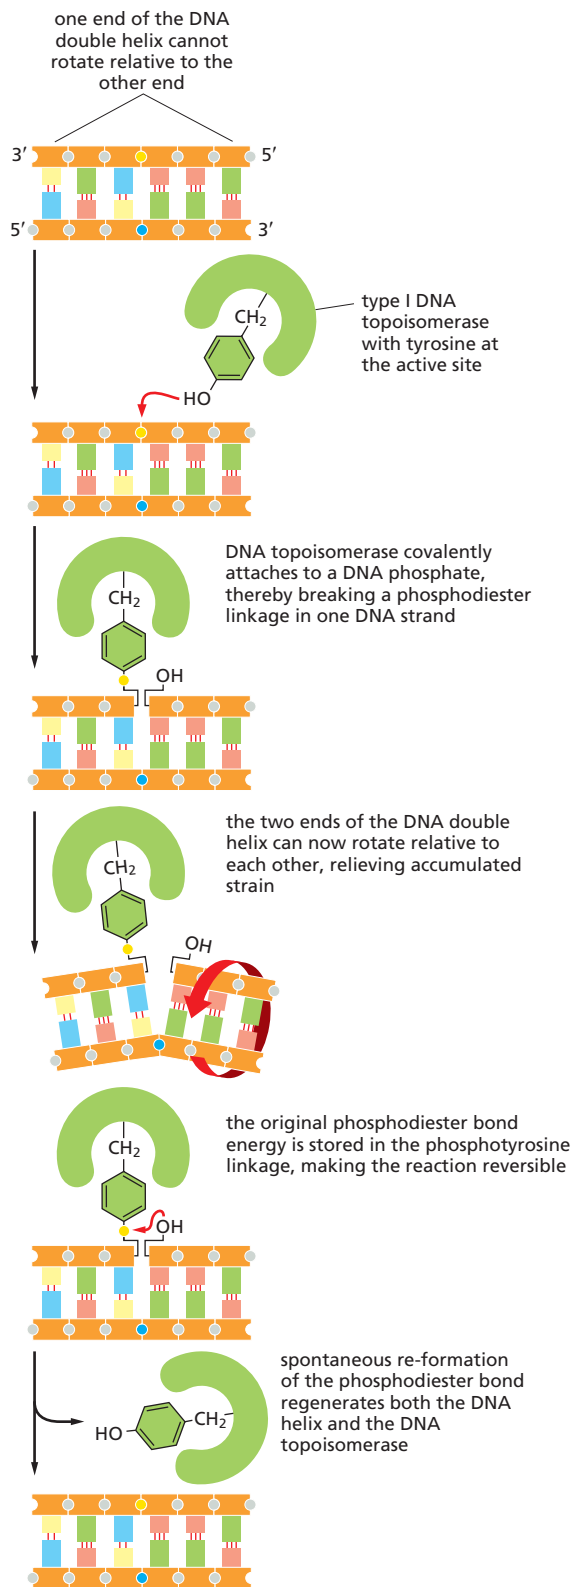 one end of the DNA
double helix cannot
rotate relative to the
other end
3′ 5′
5′ 3′
CH2
type I DNA
topoisomerase
with tyrosine at
the active site
HO
DNA topoisomerase covalently
attaches to a DNA phosphate,
thereby breaking a phosphodiester
linkage in one DNA strand
CH2
OH
the two ends of the DNA double
helix can now rotate relative to
each other, relieving accumulated
strain
CH2
OH
the original phosphodiester bond
energy is stored in the phosphotyrosine
linkage, making the reaction reversible
CH2
OH
spontaneous re-formation
of the phosphodiester bond
regenerates both the DNA
helix and the DNA
topoisomerase
HO CH2